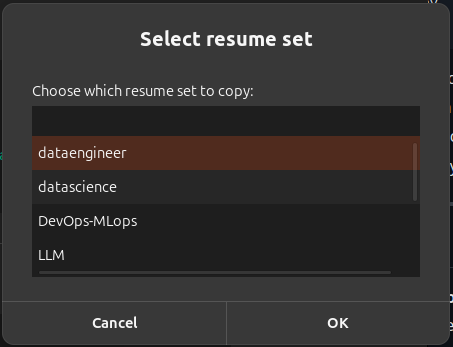 Select resume set
Choose which resume set to copy:
dataengineer
datascience
DevOps-MLops
LLM
Cancel
OK